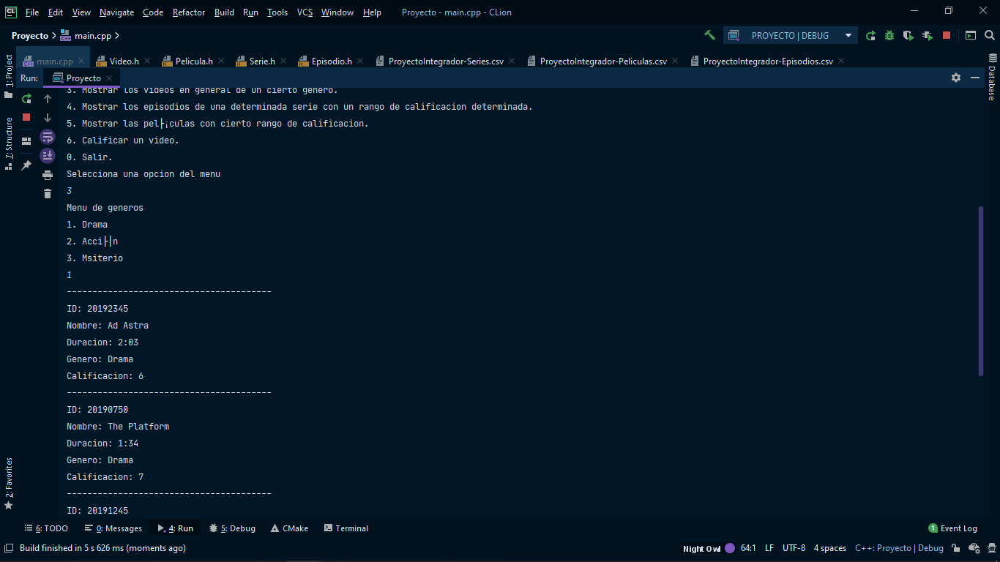 CL File Edit View Navigate Code Refactor Build Run Tools VCS Window Help Proyecto - main.cpp - CLion
Proyecto main.cpp PROYECTO | DEBUG
main.cpp Video.h Pelicula.h Serie.h Episodio.h ProyectoIntegrador-Series.csv ProyectoIntegrador-Peliculas.csv ProyectoIntegrador-Episodios.csv
1: Project
Run: Proyecto
Database
3. Mostrar los videos en general de un cierto genero.
4. Mostrar los episodios de una determinada serie con un rango de calificacion determinada.
5. Mostrar las pel├¡culas con cierto rango de calificacion.
6. Calificar un video.
7: Structure
0. Salir.
Selecciona una opcion del menu
3
Menu de generos
1. Drama
2. Acci├│n
3. Msiterio
1
----------------------------------------
ID: 20192345
Nombre: Ad Astra
Duracion: 2:03
Genero: Drama
Calificacion: 6
----------------------------------------
ID: 20190750
Nombre: The Platform
Duracion: 1:34
Genero: Drama
Calificacion: 7
2: Favorites
----------------------------------------
ID: 20191245
6: TODO 0: Messages 4: Run 5: Debug CMake Terminal 1 Event Log
Build finished in 5 s 626 ms (moments ago) Night Owl 64:1 LF UTF-8 4 spaces C++: Proyecto | Debug